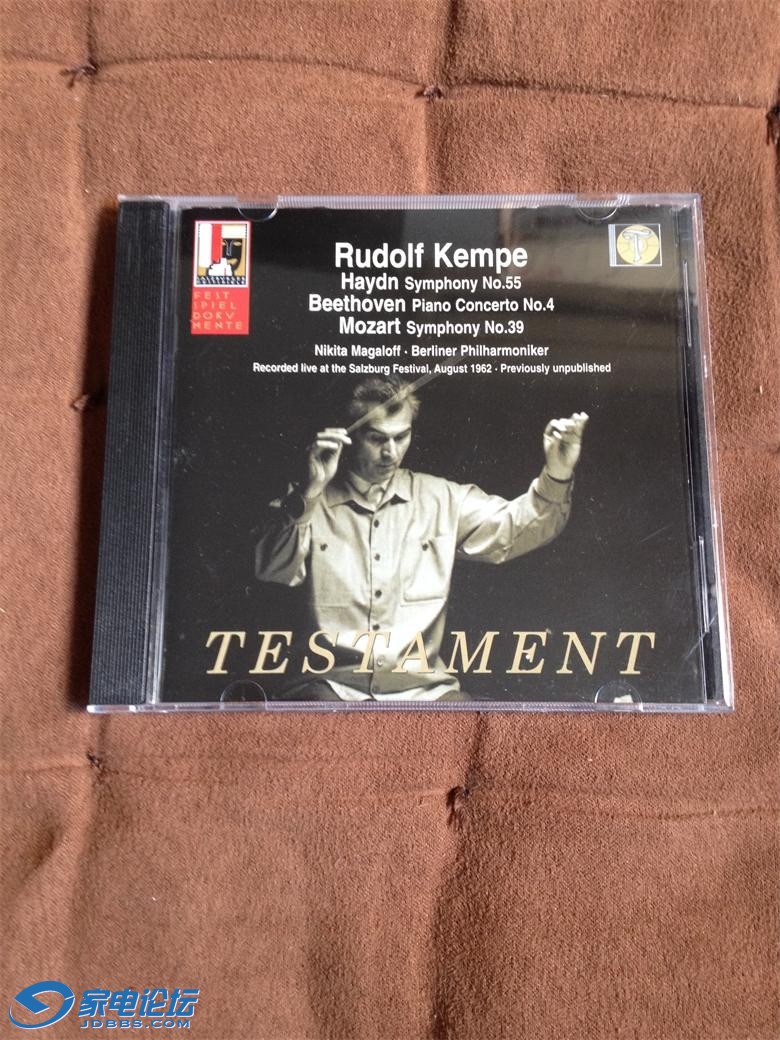 Rudolf Kempe
Haydn Symphony No.55
Beethoven Piano Concerto No.4
Mozart Symphony No.39
Nikita Magaloff · Berliner Philharmoniker
Recorded live at the Salzburg Festival, August 1962 · Previously unpublished
FEST
SPIEL
DOKV
MENTE
T
TESTAMENT
家电论坛
JDBBS.COM